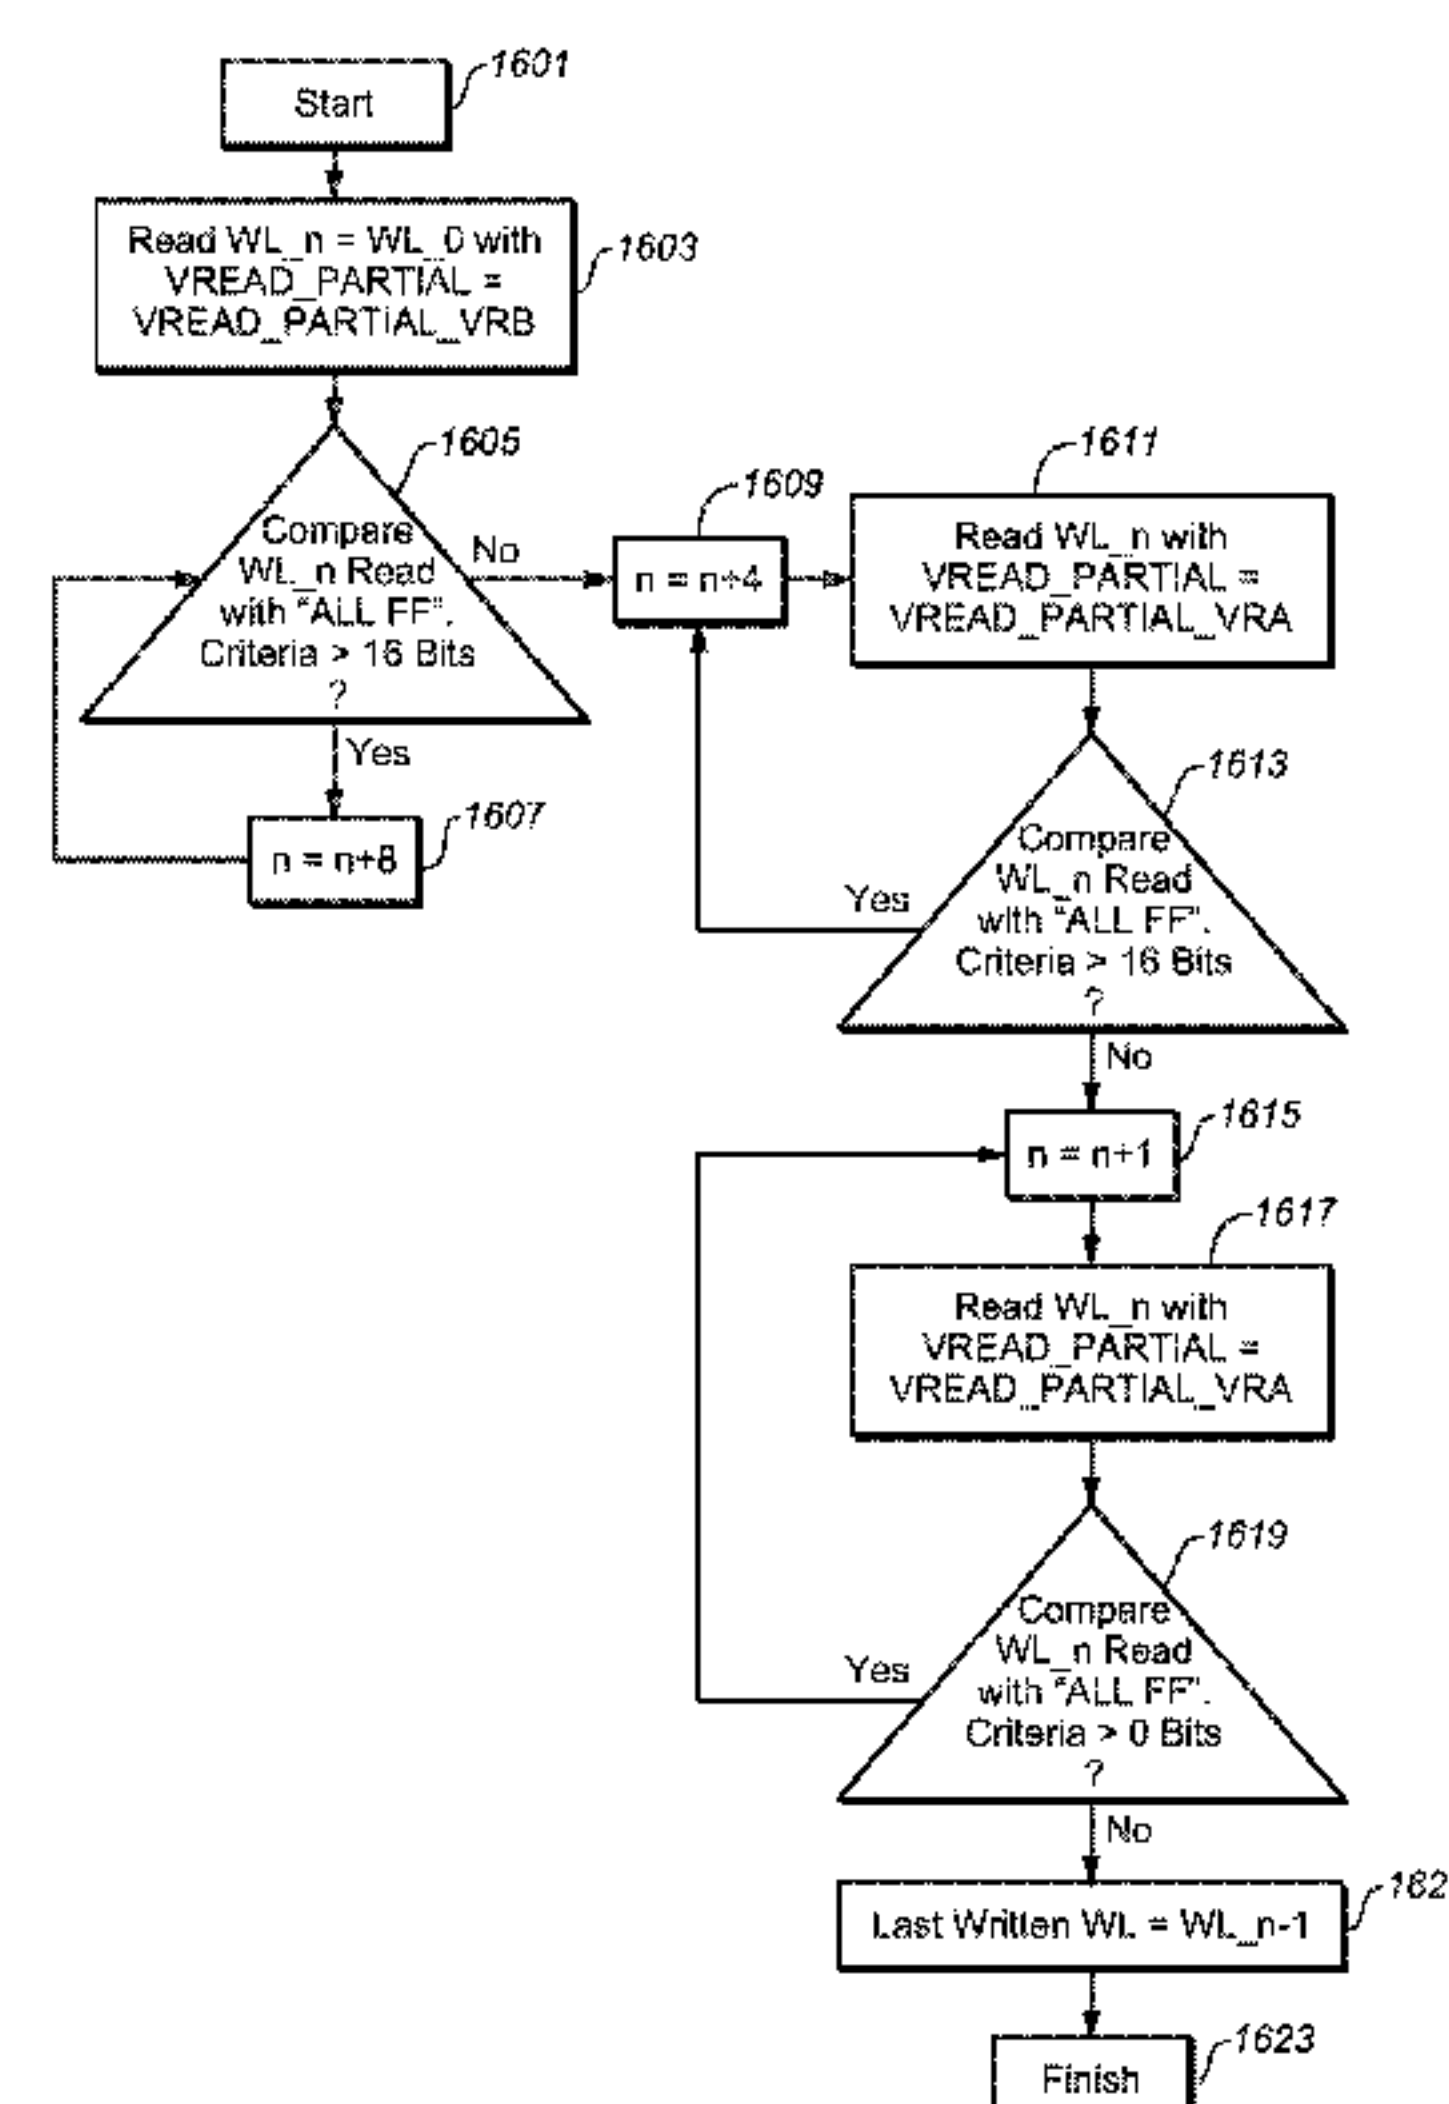 1601
Start
Read WL_n = WL_0 with
VREAD_PARTIAL =
VREAD_PARTIAL_VRB
1603
1605
Compare
WL_n Read
with "ALL FF".
Criteria > 16 Bits
?
No
Yes
1607
n = n+8
1609
n = n+4
1611
Read WL_n with
VREAD_PARTIAL =
VREAD_PARTIAL_VRA
1613
Compare
WL_n Read
with "ALL FF".
Criteria > 16 Bits
?
Yes
No
1615
n = n+1
1617
Read WL_n with
VREAD_PARTIAL =
VREAD_PARTIAL_VRA
1619
Compare
WL_n Read
with "ALL FF".
Criteria > 0 Bits
?
Yes
No
162
Last Written WL = WL_n-1
1623
Finish